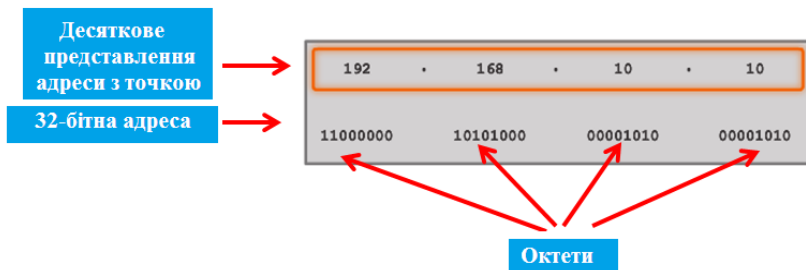 Десяткове
представлення
адреси з точкою
192 . 168 . 10 . 10
32-бітна адреса
11000000 10101000 00001010 00001010
Октети